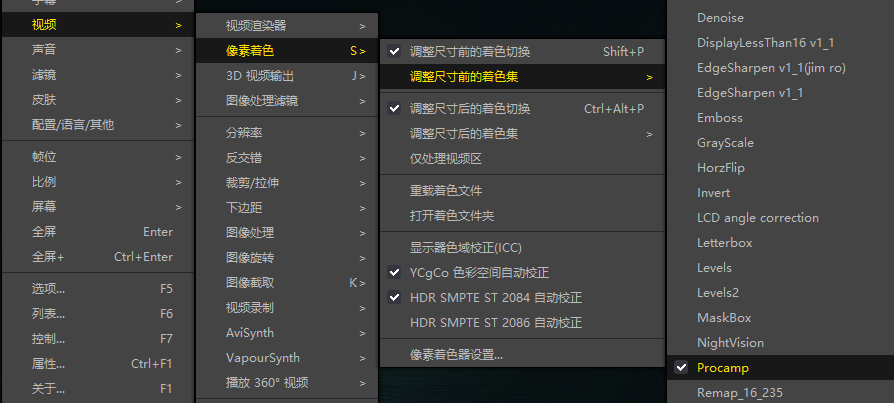 字幕
视频 >
声音 >
滤镜 >
皮肤 >
配置/语言/其他 >
帧位 >
比例 >
屏幕 >
全屏 Enter
全屏+ Ctrl+Enter
选项... F5
列表... F6
控制... F7
属性... Ctrl+F1
关于... F1
视频渲染器 >
像素着色 S >
3D 视频输出 J >
图像处理滤镜 >
分辨率 >
反交错 >
裁剪/拉伸 >
下边距 >
图像处理 >
图像旋转 >
图像截取 K >
视频录制 >
AviSynth >
VapourSynth >
播放 360° 视频 >
调整尺寸前的着色切换 Shift+P
调整尺寸前的着色集 >
调整尺寸后的着色切换 Ctrl+Alt+P
调整尺寸后的着色集 >
仅处理视频区
重载着色文件
打开着色文件夹
显示器色域校正(ICC)
YCgCo 色彩空间自动校正
HDR SMPTE ST 2084 自动校正
HDR SMPTE ST 2086 自动校正
像素着色器设置...
Denoise
DisplayLessThan16 v1_1
EdgeSharpen v1_1(jim ro)
EdgeSharpen v1_1
Emboss
GrayScale
HorzFlip
Invert
LCD angle correction
Letterbox
Levels
Levels2
MaskBox
NightVision
Procamp
Remap_16_235